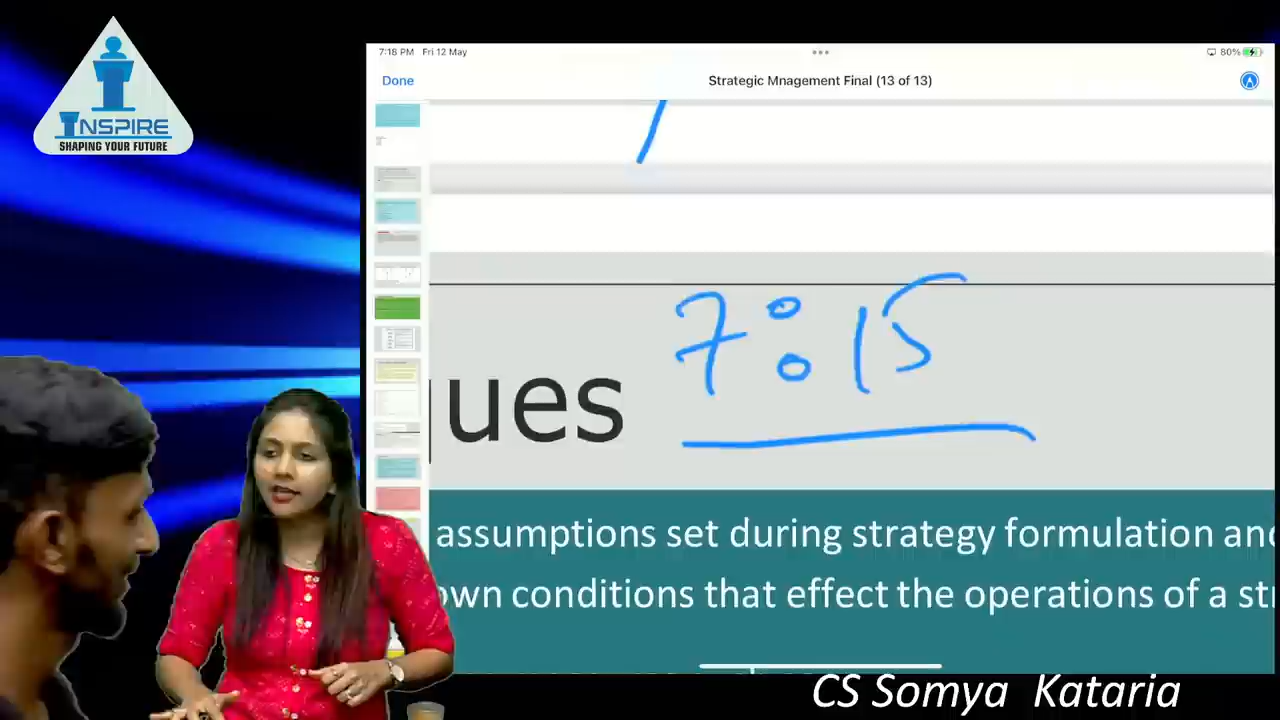 INSPIRE
SHAPING YOUR FUTURE
7:18 PM Fri 12 May
80%
Done
Strategic Mnagement Final (13 of 13)
7:15
ques
assumptions set during strategy formulation and
own conditions that effect the operations of a str
CS Somya Kataria